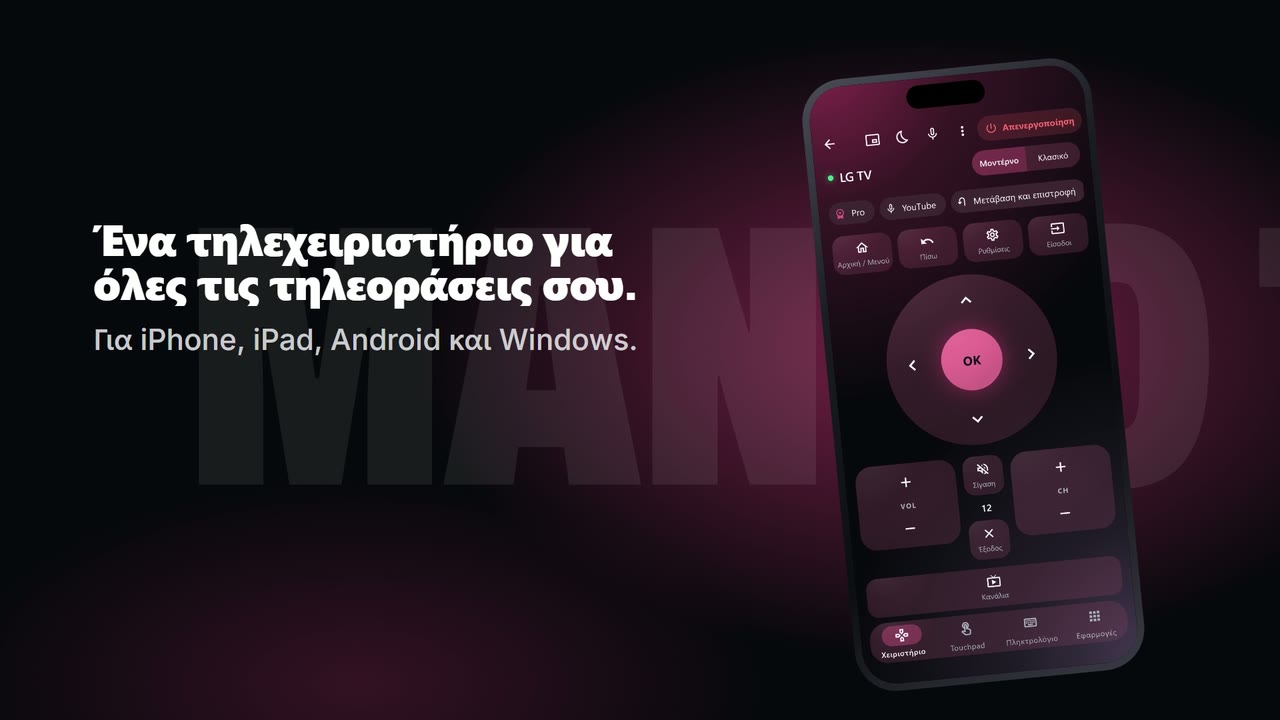 Ένα τηλεχειριστήριο για
όλες τις τηλεοράσεις σου.
Για iPhone, iPad, Android και Windows.
Απενεργοποίηση
LG TV
Μοντέρνο
Κλασικό
Pro
YouTube
Μετάβαση και επιστροφή
Αρχική / Μενού
Πίσω
Ρυθμίσεις
Είσοδοι
OK
VOL
Σίγαση
12
Έξοδος
CH
Κανάλια
Χειριστήριο
Touchpad
Πληκτρολόγιο
Εφαρμογές